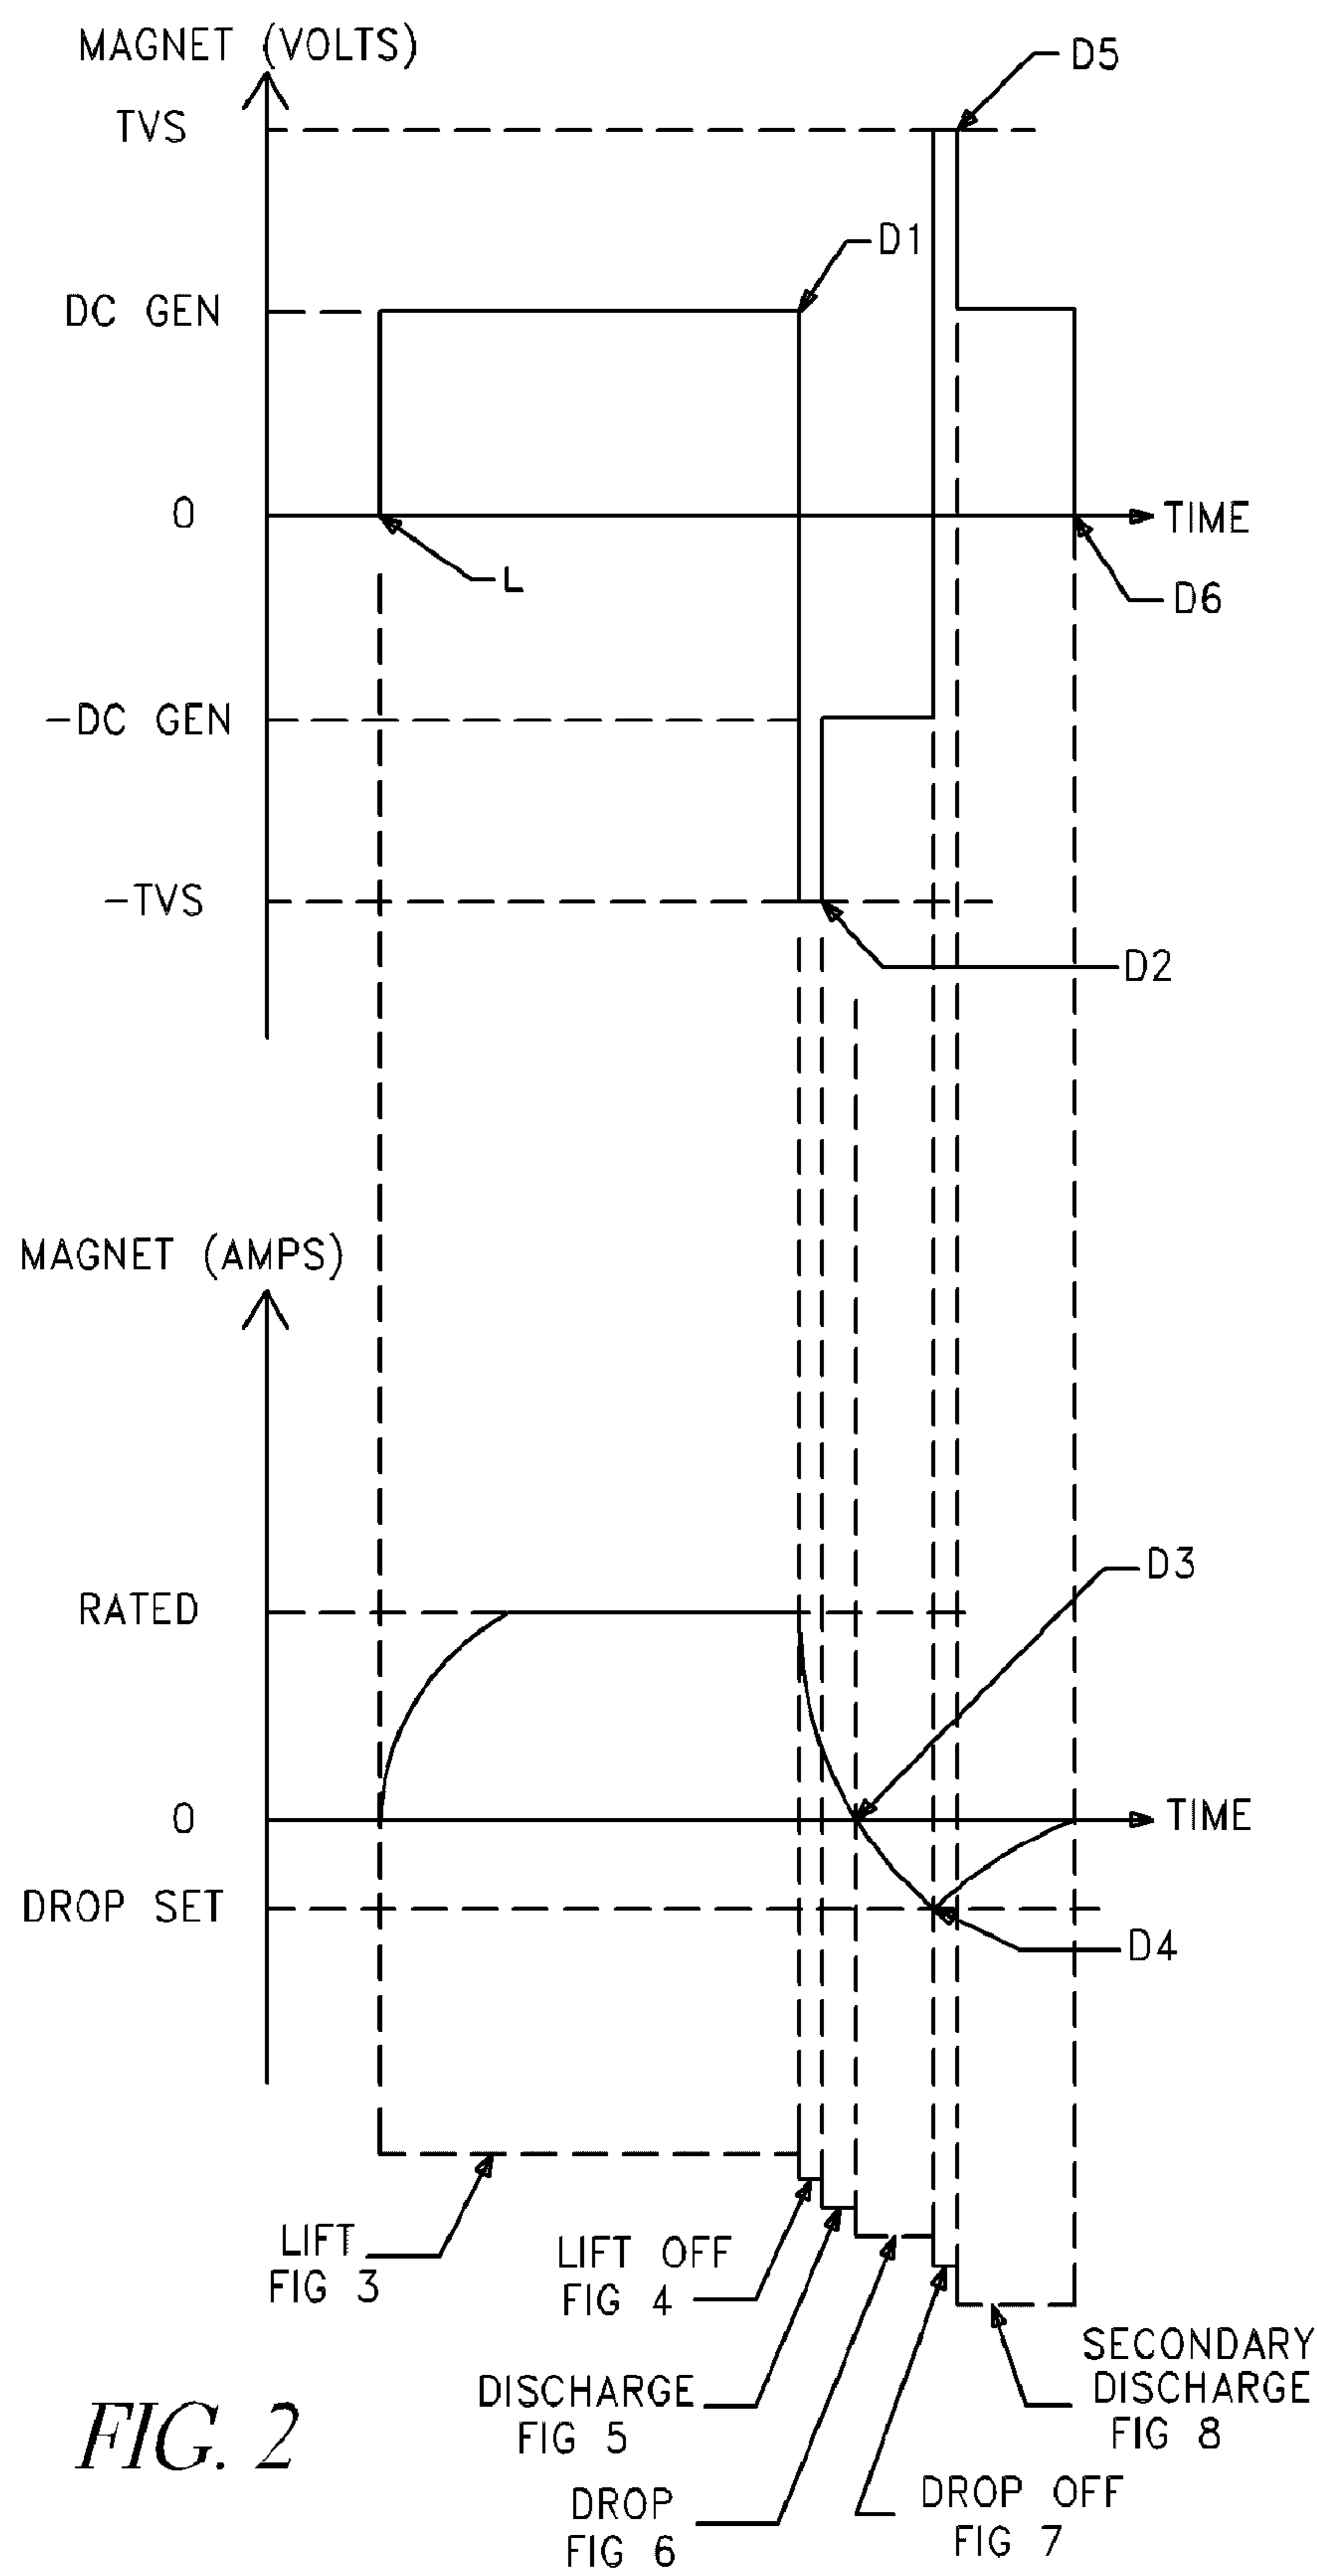 MAGNET (VOLTS)
D5
TVS
D1
DC GEN
0
TIME
L
D6
-DC GEN
-TVS
D2
MAGNET (AMPS)
D3
RATED
0
TIME
DROP SET
D4
LIFT
FIG 3
LIFT OFF
FIG 4
SECONDARY
DISCHARGE
FIG 8
DISCHARGE
FIG 5
DROP
FIG 6
DROP OFF
FIG 7
FIG. 2